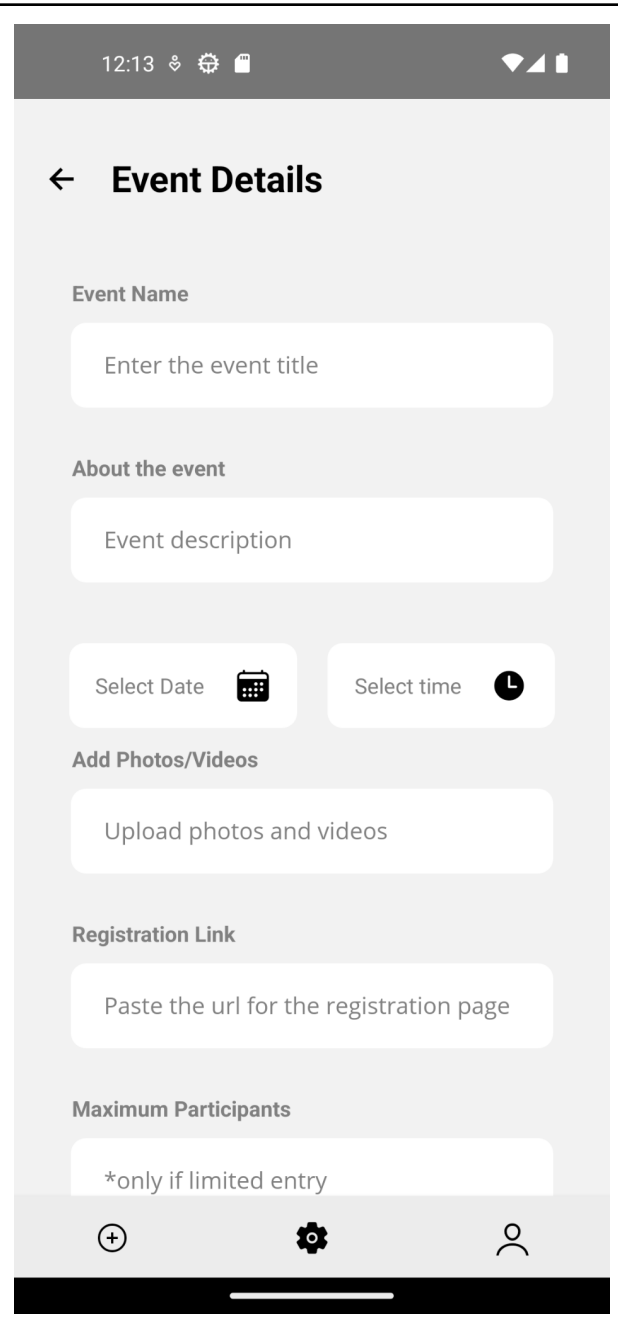 12:13
Event Details
Event Name
Enter the event title
About the event
Event description
Select Date
Select time
Add Photos/Videos
Upload photos and videos
Registration Link
Paste the url for the registration page
Maximum Participants
*only if limited entry